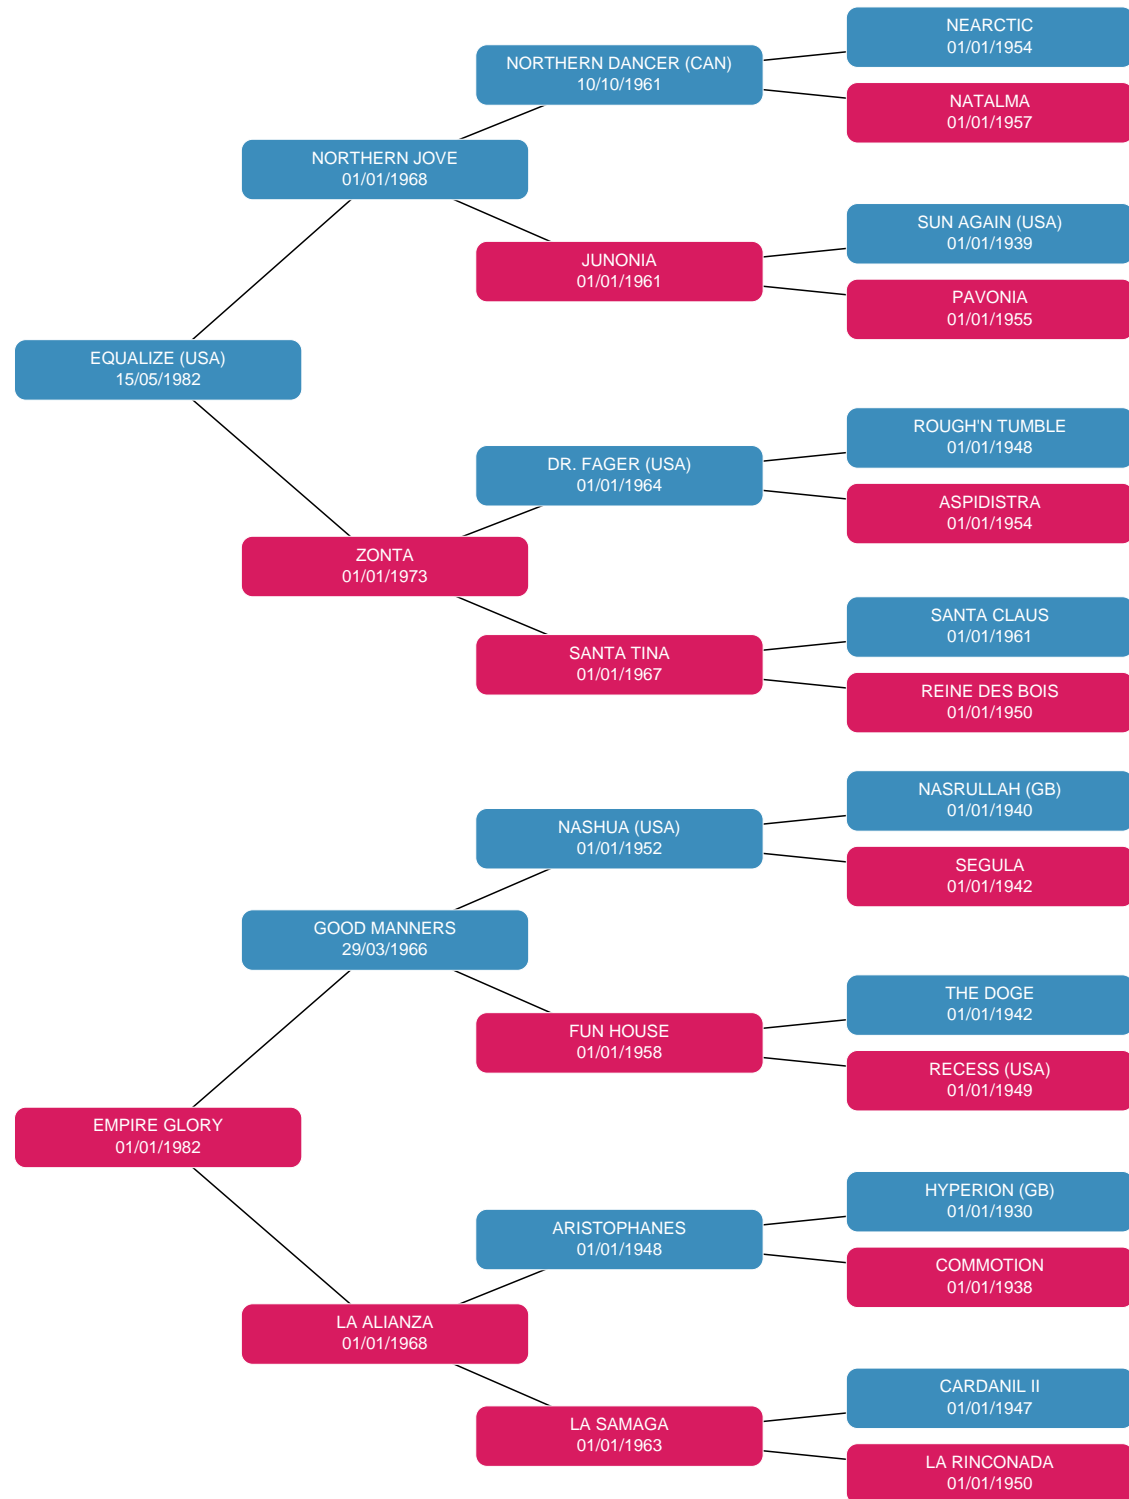 NEARCTIC
01/01/1954
NORTHERN DANCER (CAN)
10/10/1961
NATALMA
01/01/1957
NORTHERN JOVE
01/01/1968
SUN AGAIN (USA)
01/01/1939
JUNONIA
01/01/1961
PAVONIA
01/01/1955
EQUALIZE (USA)
15/05/1982
ROUGH'N TUMBLE
01/01/1948
DR. FAGER (USA)
01/01/1964
ASPIDISTRA
01/01/1954
ZONTA
01/01/1973
SANTA CLAUS
01/01/1961
SANTA TINA
01/01/1967
REINE DES BOIS
01/01/1950
NASRULLAH (GB)
01/01/1940
NASHUA (USA)
01/01/1952
SEGULA
01/01/1942
GOOD MANNERS
29/03/1966
THE DOGE
01/01/1942
FUN HOUSE
01/01/1958
RECESS (USA)
01/01/1949
EMPIRE GLORY
01/01/1982
HYPERION (GB)
01/01/1930
ARISTOPHANES
01/01/1948
COMMOTION
01/01/1938
LA ALIANZA
01/01/1968
CARDANIL II
01/01/1947
LA SAMAGA
01/01/1963
LA RINCONADA
01/01/1950